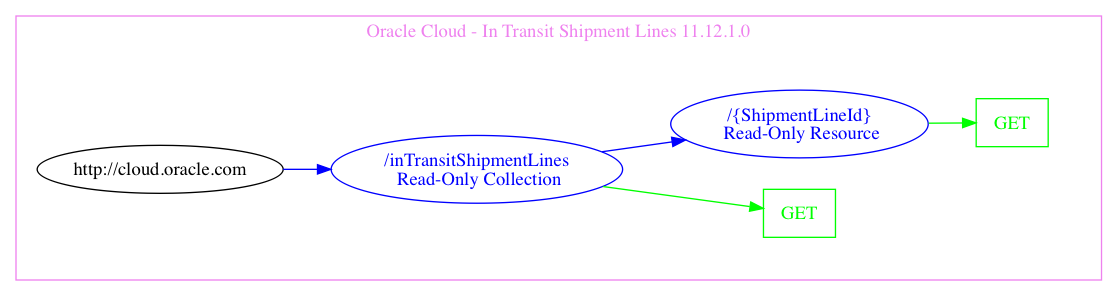 Oracle Cloud - In Transit Shipment Lines 11.12.1.0
/{ShipmentLineId}
Read-Only Resource
GET
/inTransitShipmentLines
Read-Only Collection
http://cloud.oracle.com
GET